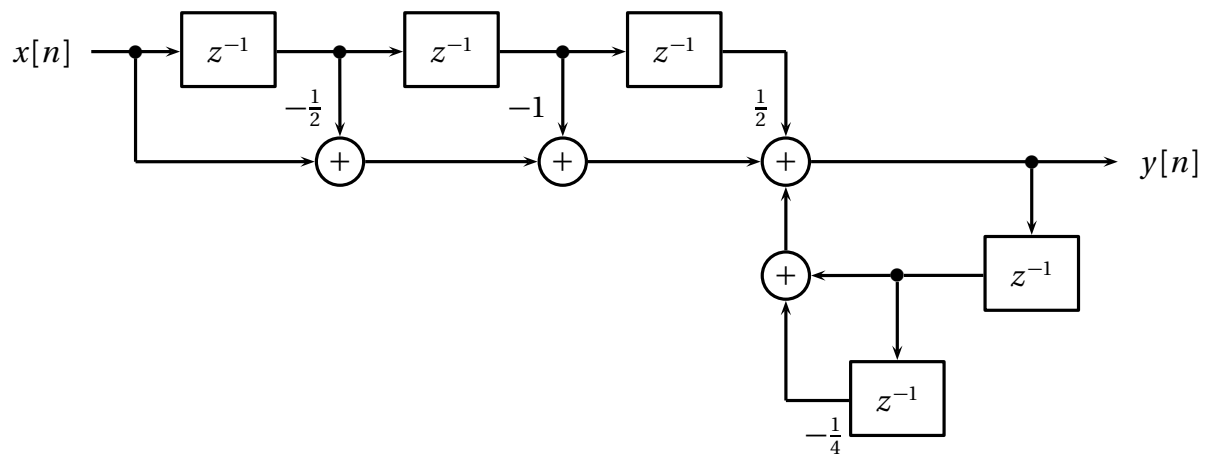 x[n] z⁻¹ z⁻¹ z⁻¹
−1/2 −1 1/2
+ + + y[n]
+ z⁻¹
z⁻¹
−1/4